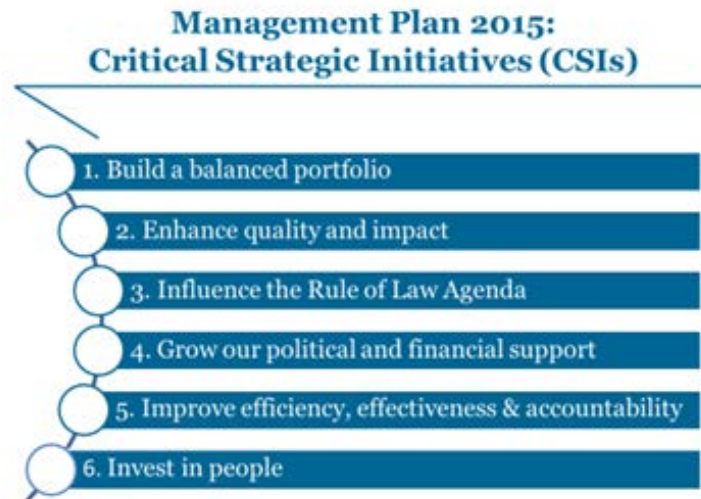 Management Plan 2015:
Critical Strategic Initiatives (CSIs)
1. Build a balanced portfolio
2. Enhance quality and impact
3. Influence the Rule of Law Agenda
4. Grow our political and financial support
5. Improve efficiency, effectiveness & accountability
6. Invest in people